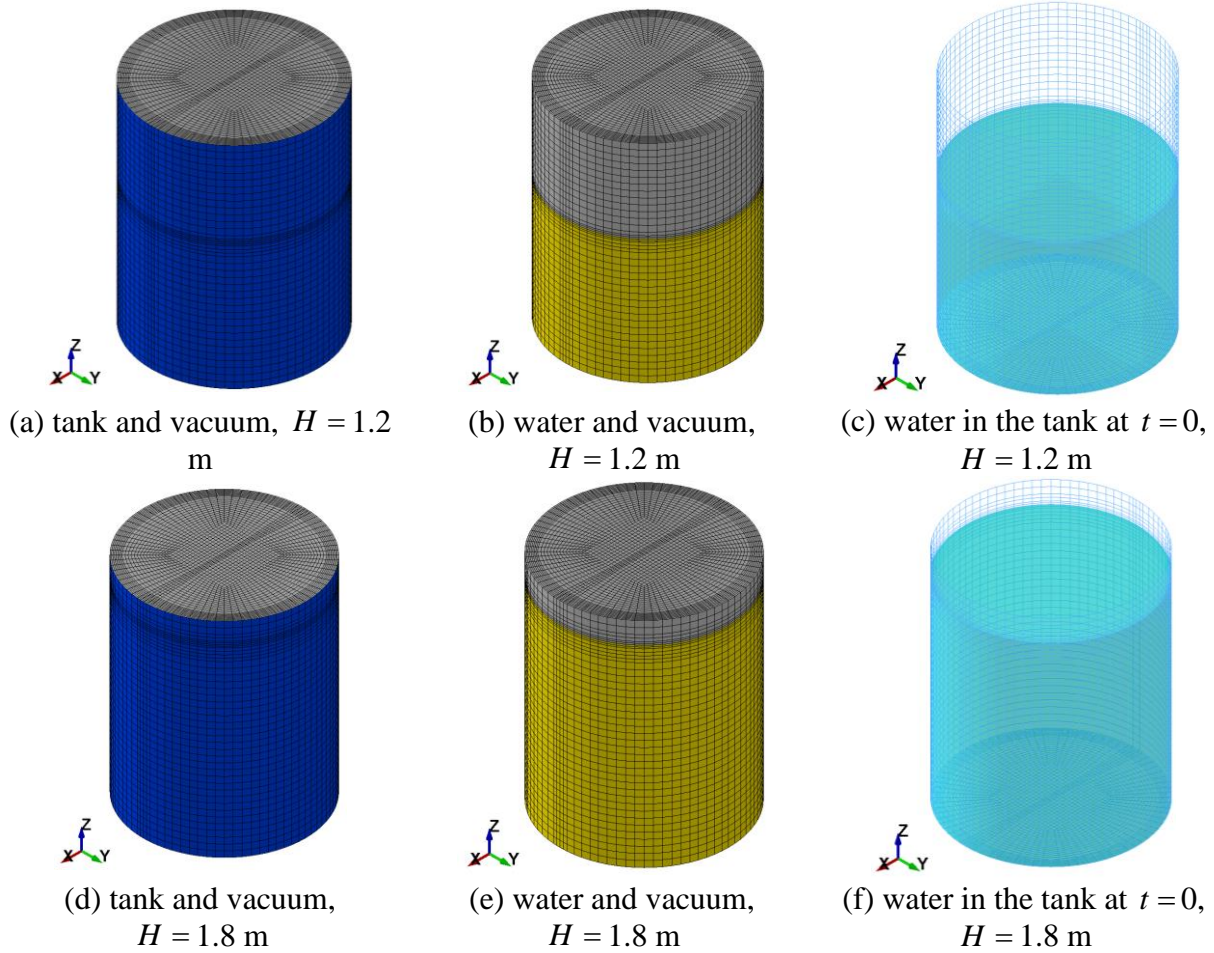 Z
X Y
Z
X Y
Z
X Y
(a) tank and vacuum, H = 1.2
m
(b) water and vacuum,
H = 1.2 m
(c) water in the tank at t = 0,
H = 1.2 m
Z
X Y
Z
X Y
Z
X Y
(d) tank and vacuum,
H = 1.8 m
(e) water and vacuum,
H = 1.8 m
(f) water in the tank at t = 0,
H = 1.8 m